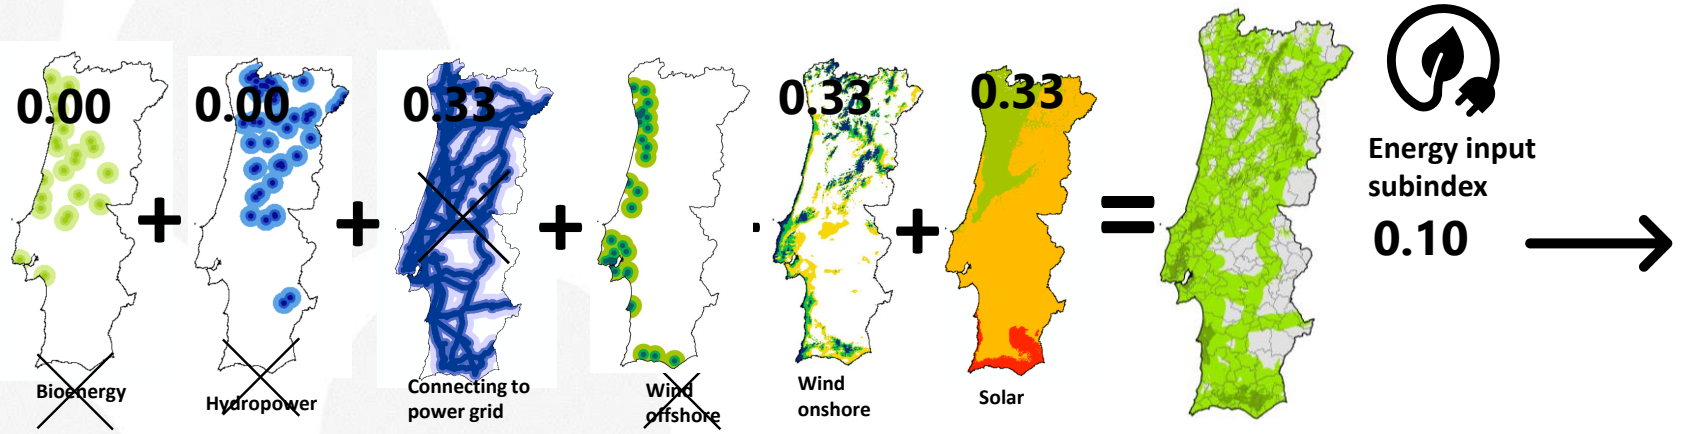 0.00
0.00
0.33
0.33
0.33
Bioenergy
Hydropower
Connecting to
power grid
Wind
offshore
Wind
onshore
Solar
Energy input
subindex
0.10